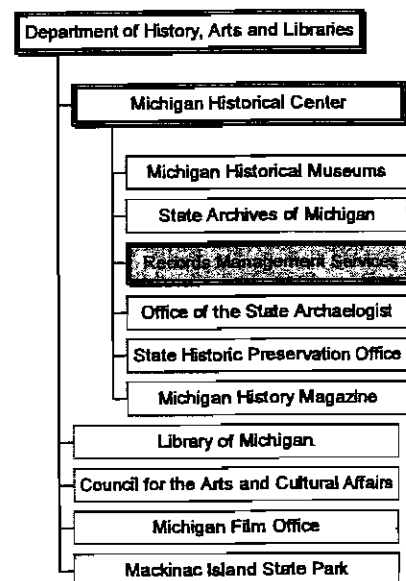 Department of History, Arts and Libraries
Michigan Historical Center
Michigan Historical Museums
State Archives of Michigan
Records Management Services
Office of the State Archaelogist
State Historic Preservation Office
Michigan History Magazine
Library of Michigan.
Council for the Arts and Cultural Affairs
Michigan Film Office
Mackinac Island State Park